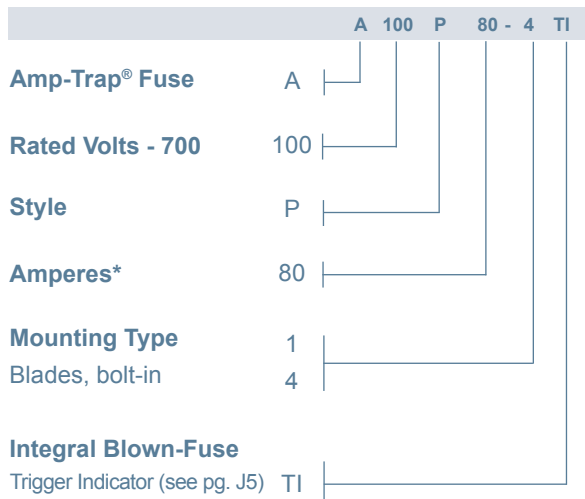 A 100 P 80 - 4 TI
Amp-Trap® Fuse A
Rated Volts - 700 100
Style P
Amperes* 80
Mounting Type 1
Blades, bolt-in 4
Integral Blown-Fuse
Trigger Indicator (see pg. J5) TI